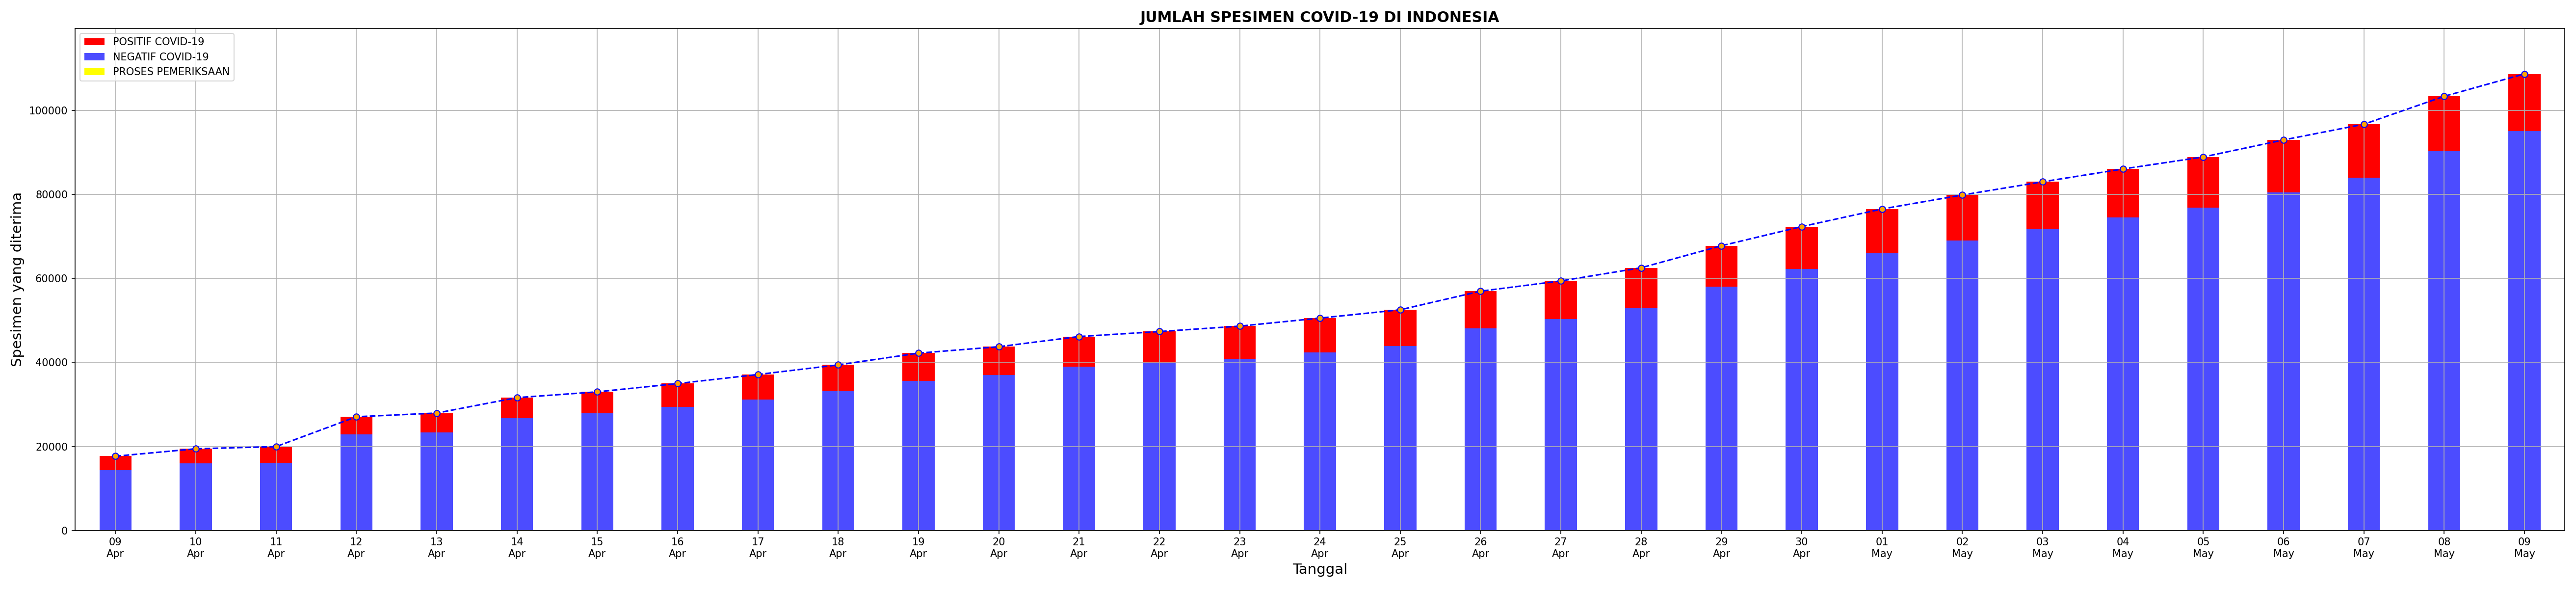 JUMLAH SPESIMEN COVID-19 DI INDONESIA
POSITIF COVID-19
NEGATIF COVID-19
PROSES PEMERIKSAAN
Spesimen yang diterima
100000
80000
60000
40000
20000
0
09 10 11 12 13 14 15 16 17 18 19 20 21 22 23 24 25 26 27 28 29 30 01 02 03 04 05 06 07 08 09
Apr Apr Apr Apr Apr Apr Apr Apr Apr Apr Apr Apr Apr Apr Apr Apr Apr Apr Apr Apr Apr Apr May May May May May May May May May
Tanggal